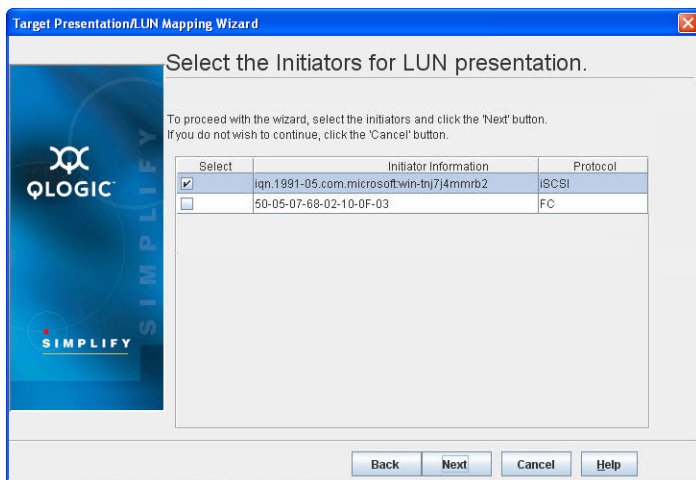 Target Presentation/LUN Mapping Wizard
Select the Initiators for LUN presentation.
To proceed with the wizard, select the initiators and click the 'Next' button.
If you do not wish to continue, click the 'Cancel' button.
QLOGIC
SIMPLIFY
SIMPLIFY
Select Initiator Information Protocol
iqn.1991-05.com.microsoft:win-tnj7j4mmrb2 iSCSI
50-05-07-68-02-10-0F-03 FC
Back Next Cancel Help